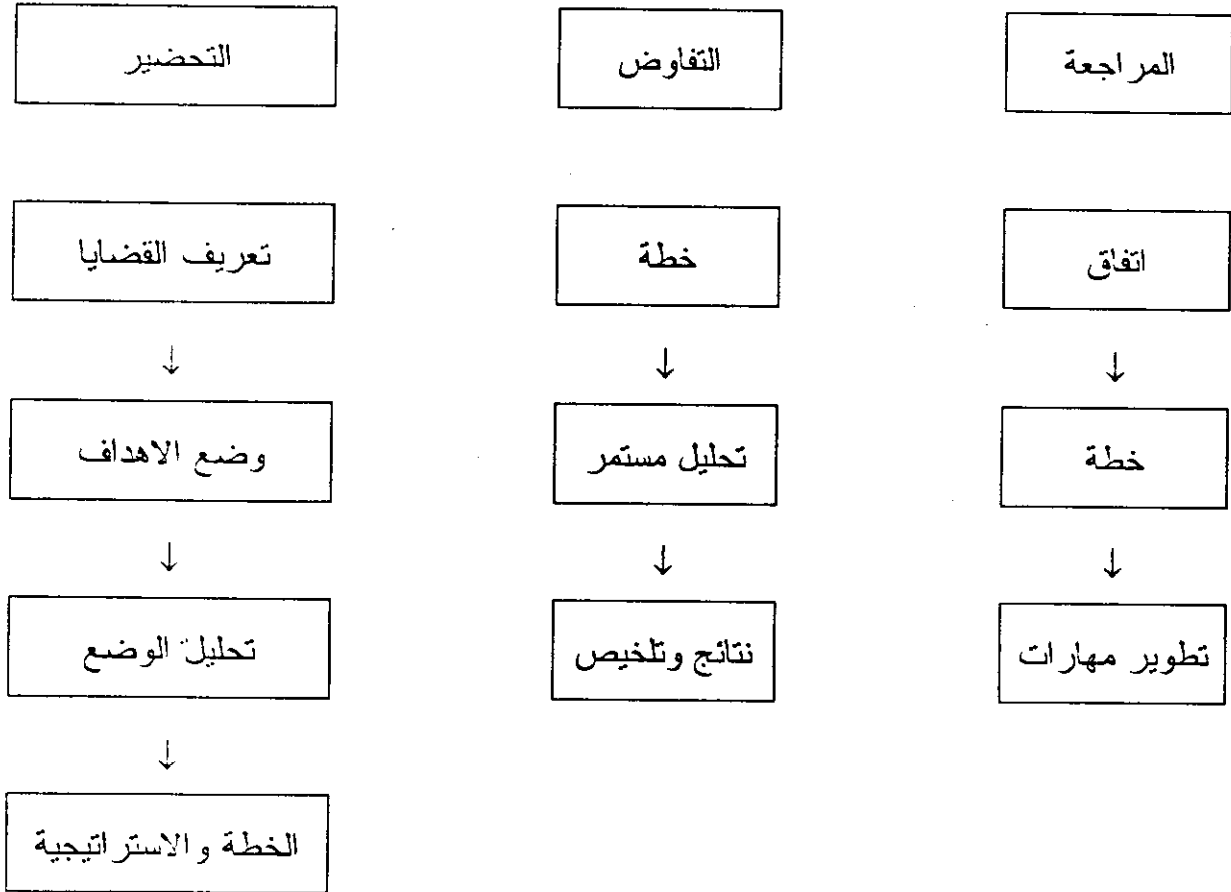 المراجعة
التفاوض
التحضير
اتفاق
خطة
تعريف القضايا
↓
↓
↓
خطة
تحليل مستمر
وضع الاهداف
↓
↓
↓
تطوير مهارات
نتائج وتلخيص
تحليل الوضع
↓
الخطة والاستراتيجية